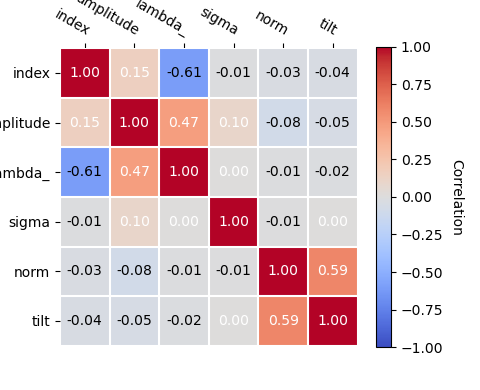 index amplitude lambda_ sigma norm tilt
index 1.00 0.15 -0.61 -0.01 -0.03 -0.04
plitude 0.15 1.00 0.47 0.10 -0.08 -0.05
mbda_ -0.61 0.47 1.00 0.00 -0.01 -0.02
sigma -0.01 0.10 0.00 1.00 -0.01 0.00
norm -0.03 -0.08 -0.01 -0.01 1.00 0.59
tilt -0.04 -0.05 -0.02 0.00 0.59 1.00
1.00
0.75
0.50
0.25
0.00
−0.25
−0.50
−0.75
−1.00
Correlation